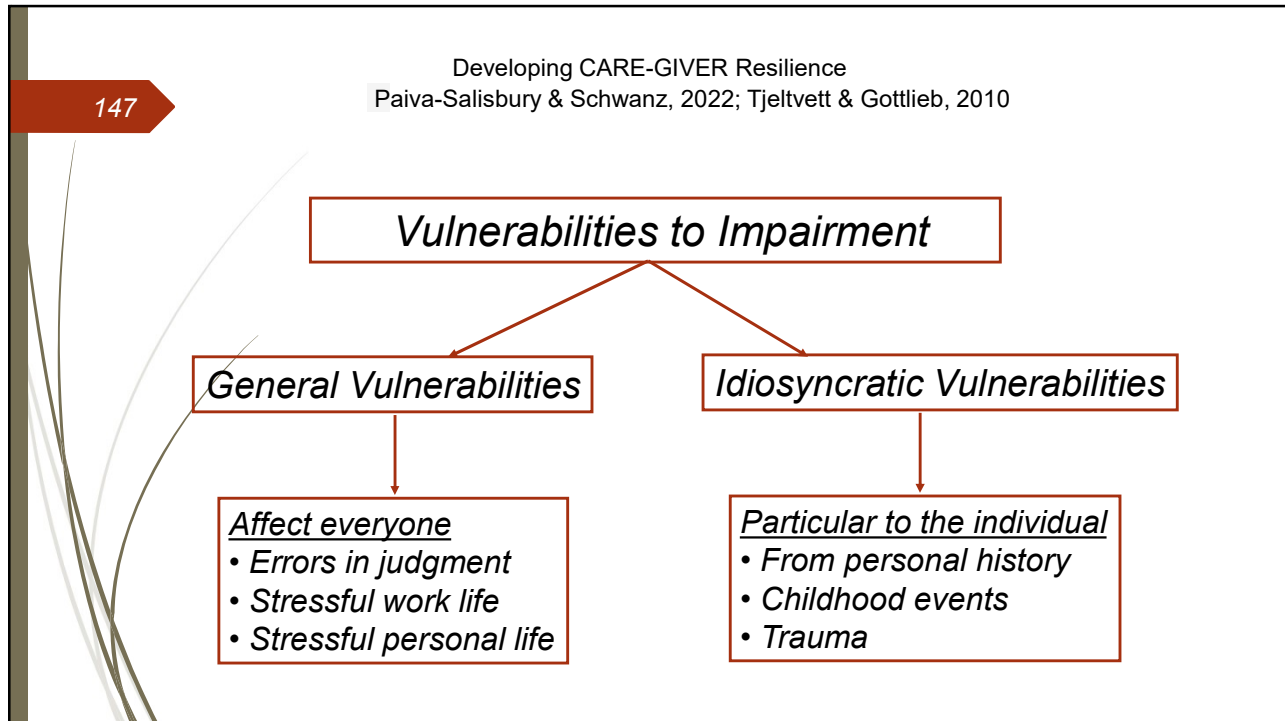 147
Developing CARE-GIVER Resilience
Paiva-Salisbury & Schwanz, 2022; Tjeltvett & Gottlieb, 2010
Vulnerabilities to Impairment
General Vulnerabilities
Idiosyncratic Vulnerabilities
Affect everyone
• Errors in judgment
• Stressful work life
• Stressful personal life
Particular to the individual
• From personal history
• Childhood events
• Trauma